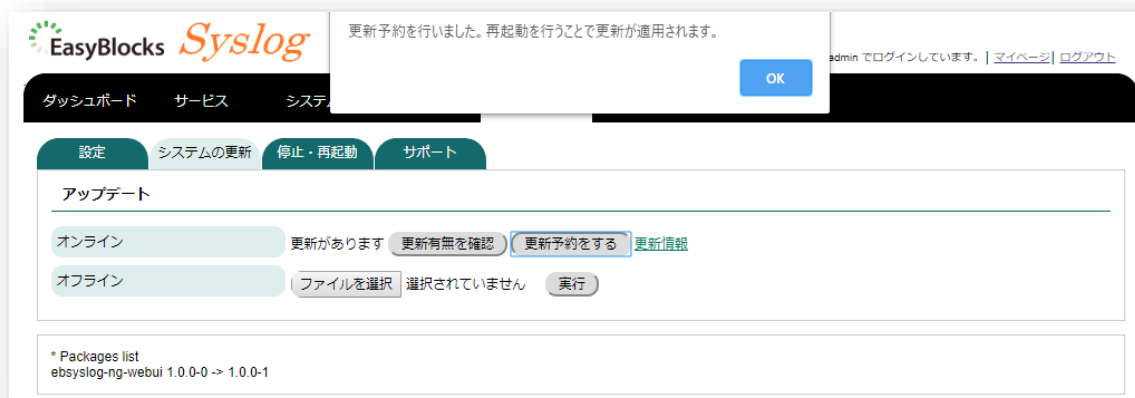 EasyBlocks Syslog
更新予約を行いました。再起動を行うことで更新が適用されます。
OK
admin でログインしています。| マイページ| ログアウト
ダッシュボード サービス システ
設定 システムの更新 停止・再起動 サポート
アップデート
オンライン 更新があります 更新有無を確認 更新予約をする 更新情報
オフライン ファイルを選択 選択されていません 実行
* Packages list
ebsyslog-ng-webui 1.0.0-0 -> 1.0.0-1